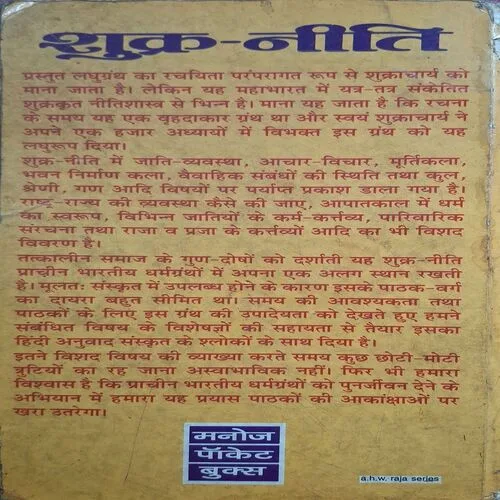 शुक्र-नीति
प्रस्तुत लघुग्रंथ का रचयिता परंपरागत रूप से शुक्राचार्य को
माना जाता है। लेकिन यह महाभारत में यत्र-तत्र संकेतित
शुक्रकृत नीतिशास्त्र से भिन्न है। माना यह जाता है कि रचना
के समय यह एक वृहदाकार ग्रंथ था और स्वयं शुक्राचार्य ने
अपने एक हजार अध्यायों में विभक्त इस ग्रंथ को यह
लघुरूप दिया।
शुक्र-नीति में जाति-व्यवस्था, आचार-विचार, मूर्तिकला,
भवन निर्माण कला, वैवाहिक संबंधों की स्थिति तथा कुल,
श्रेणी, गण आदि विषयों पर पर्याप्त प्रकाश डाला गया है।
राष्ट्र-राज्य की व्यवस्था कैसे की जाए, आपातकाल में धर्म
का स्वरूप, विभिन्न जातियों के कर्म-कर्त्तव्य, पारिवारिक
संरचना तथा राजा व प्रजा के कर्त्तव्यों आदि का भी विशद
विवरण है।
तत्कालीन समाज के गुण-दोषों को दर्शाती यह शुक्र-नीति
प्राचीन भारतीय धर्मग्रंथों में अपना एक अलग स्थान रखती
है। मूलतः संस्कृत में उपलब्ध होने के कारण इसके पाठक-वर्ग
का दायरा बहुत सीमित था। समय की आवश्यकता तथा
पाठकों के लिए इस ग्रंथ की उपादेयता को देखते हुए हमने
संबंधित विषय के विशेषज्ञों की सहायता से तैयार इसका
हिंदी अनुवाद संस्कृत के श्लोकों के साथ दिया है।
इतने विशद विषय की व्याख्या करते समय कुछ छोटी-मोटी
त्रुटियों का रह जाना अस्वाभाविक नहीं। फिर भी हमारा
विश्वास है कि प्राचीन भारतीय धर्मग्रंथों को पुनर्जीवन देने के
अभियान में हमारा यह प्रयास पाठकों की आकांक्षाओं पर
खरा उतरेगा।
मनोज
पॉकेट
बुक्स
a.h.w. raja series